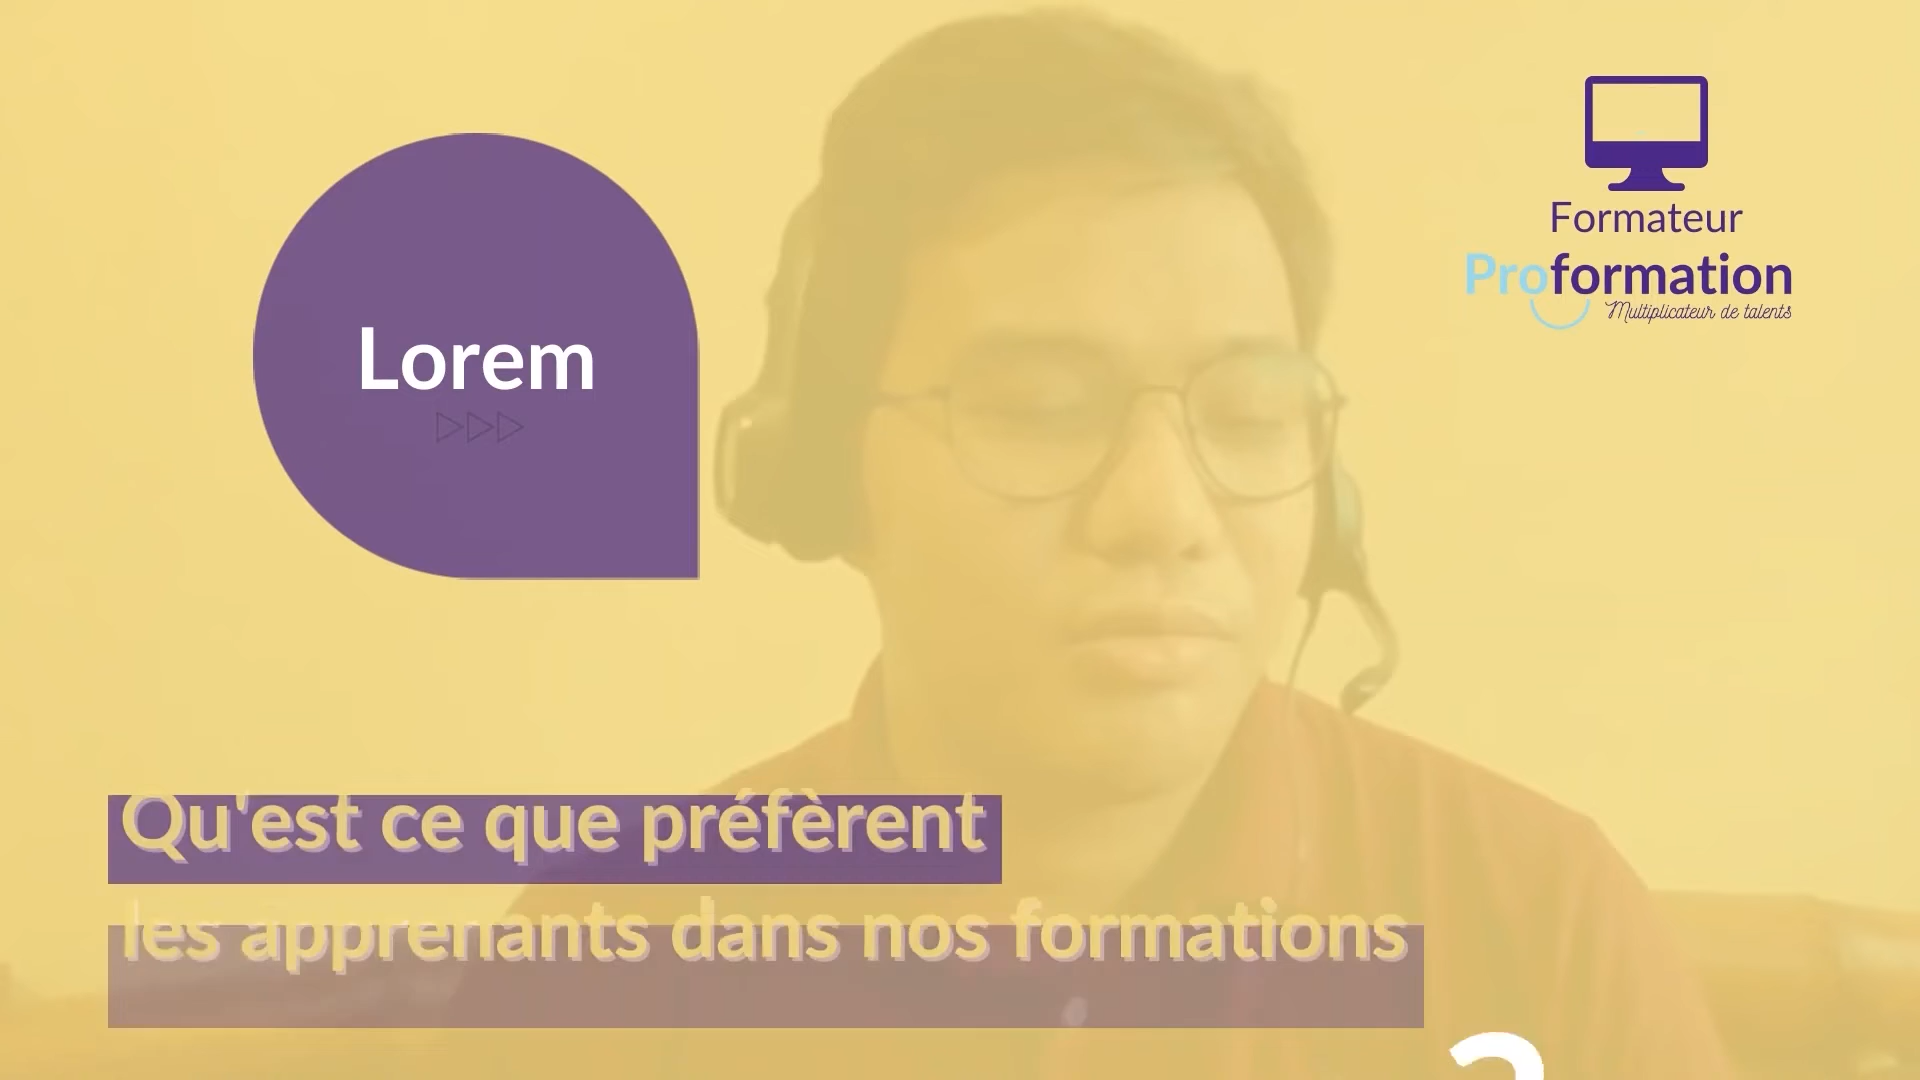 Formateur
Proformation
Multiplicateur de talents
Lorem
Qu'est ce que préfèrent
les apprenants dans nos formations
?